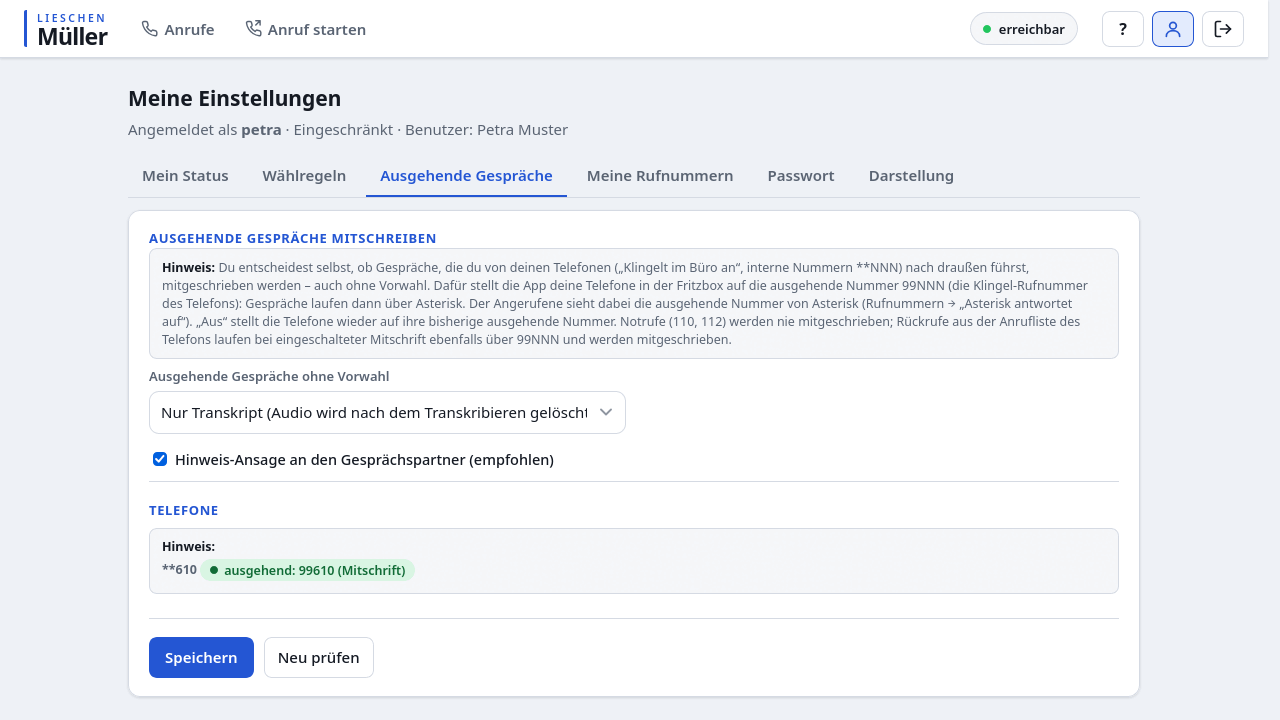 LIESCHEN
Müller
Anrufe
Anruf starten
erreichbar
?
Meine Einstellungen
Angemeldet als petra · Eingeschränkt · Benutzer: Petra Muster
Mein Status
Wählregeln
Ausgehende Gespräche
Meine Rufnummern
Passwort
Darstellung
AUSGEHENDE GESPRÄCHE MITSCHREIBEN
Hinweis: Du entscheidest selbst, ob Gespräche, die du von deinen Telefonen („Klingelt im Büro an“, interne Nummern **NNN) nach draußen führst,
mitgeschrieben werden – auch ohne Vorwahl. Dafür stellt die App deine Telefone in der Fritzbox auf die ausgehende Nummer 99NNN (die Klingel-Rufnummer
des Telefons): Gespräche laufen dann über Asterisk. Der Angerufene sieht dabei die ausgehende Nummer von Asterisk (Rufnummern → „Asterisk antwortet
auf“). „Aus“ stellt die Telefone wieder auf ihre bisherige ausgehende Nummer. Notrufe (110, 112) werden nie mitgeschrieben; Rückrufe aus der Anrufliste des
Telefons laufen bei eingeschalteter Mitschrift ebenfalls über 99NNN und werden mitgeschrieben.
Ausgehende Gespräche ohne Vorwahl
Nur Transkript (Audio wird nach dem Transkribieren gelöscht
Hinweis-Ansage an den Gesprächspartner (empfohlen)
TELEFONE
Hinweis:
**610 ausgehend: 99610 (Mitschrift)
Speichern
Neu prüfen